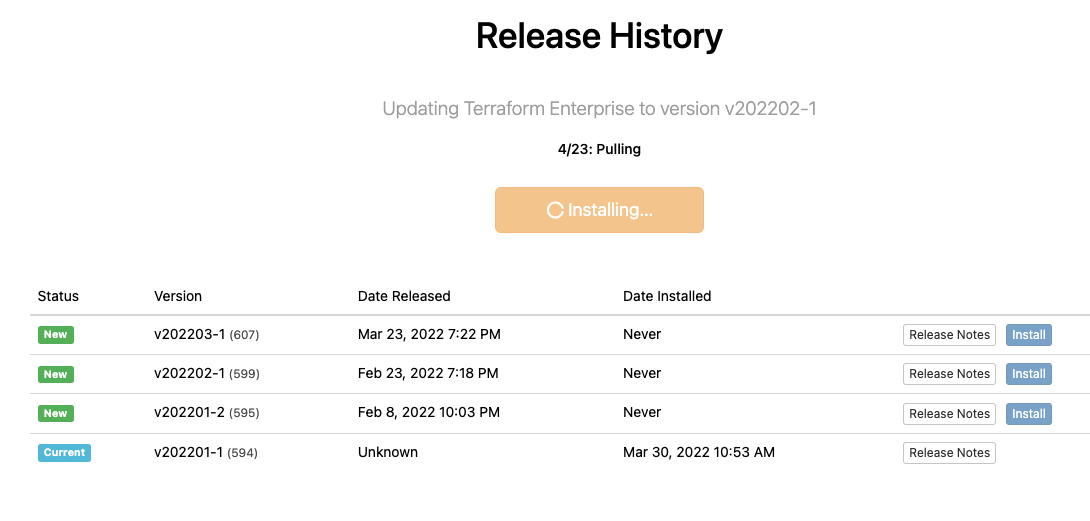 Release History
Updating Terraform Enterprise to version v202202-1
4/23: Pulling
Installing...
Status Version Date Released Date Installed
New v202203-1 (607) Mar 23, 2022 7:22 PM Never Release Notes Install
New v202202-1 (599) Feb 23, 2022 7:18 PM Never Release Notes Install
New v202201-2 (595) Feb 8, 2022 10:03 PM Never Release Notes Install
Current v202201-1 (594) Unknown Mar 30, 2022 10:53 AM Release Notes